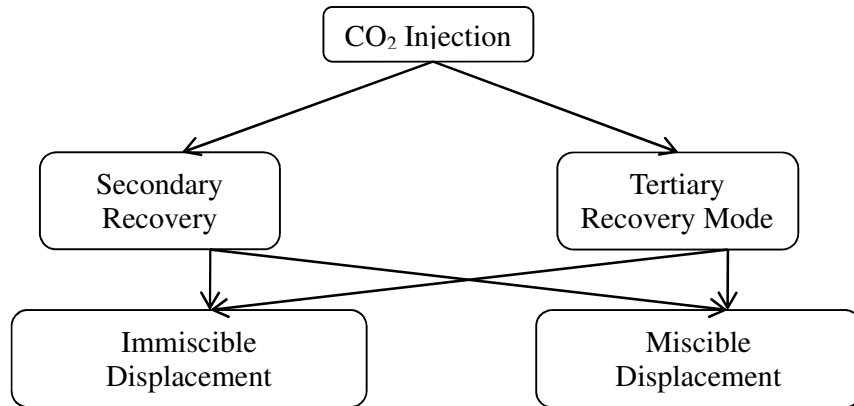 CO₂ Injection
Secondary
Recovery
Tertiary
Recovery Mode
Immiscible
Displacement
Miscible
Displacement